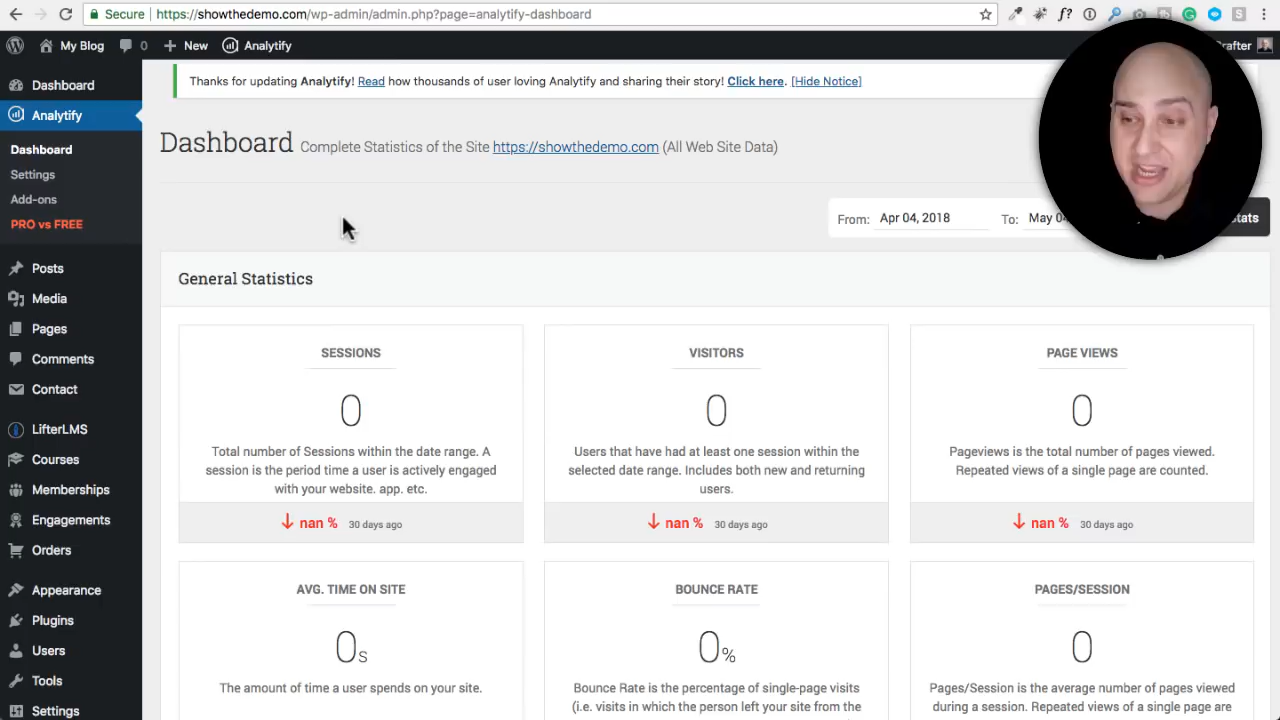 Secure https://showthedemo.com/wp-admin/admin.php?page=analytify-dashboard
My Blog 0 New Analytify
Thanks for updating Analytify! Read how thousands of user loving Analytify and sharing their story! Click here. [Hide Notice]
Dashboard
Analytify
Dashboard
Settings
Add-ons
PRO vs FREE
Posts
Media
Pages
Comments
Contact
LifterLMS
Courses
Memberships
Engagements
Orders
Appearance
Plugins
Users
Tools
Settings
Dashboard Complete Statistics of the Site https://showthedemo.com (All Web Site Data)
From: Apr 04, 2018 To: May
General Statistics
SESSIONS
0
Total number of Sessions within the date range. A
session is the period time a user is actively engaged
with your website. app. etc.
nan % 30 days ago
VISITORS
0
Users that have had at least one session within the
selected date range. Includes both new and returning
users.
nan % 30 days ago
PAGE VIEWS
0
Pageviews is the total number of pages viewed.
Repeated views of a single page are counted.
nan % 30 days ago
AVG. TIME ON SITE
0s
The amount of time a user spends on your site.
BOUNCE RATE
0%
Bounce Rate is the percentage of single-page visits
(i.e. visits in which the person left your site from the
PAGES/SESSION
0
Pages/Session is the average number of pages viewed
during a session. Repeated views of a single page are